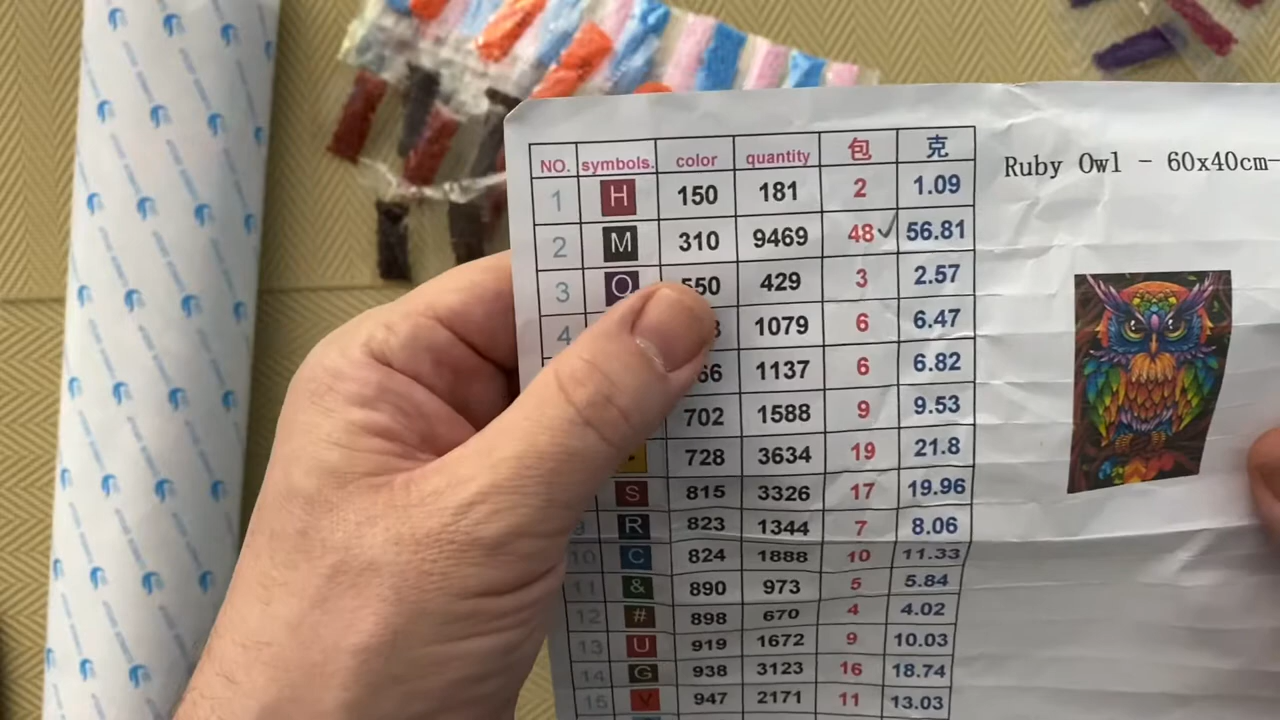 NO. symbols. color quantity 包 克
1 H 150 181 2 1.09
2 M 310 9469 48 56.81
3 O 550 429 3 2.57
4 1079 6 6.47
66 1137 6 6.82
702 1588 9 9.53
728 3634 19 21.8
S 815 3326 17 19.96
9 R 823 1344 7 8.06
10 C 824 1888 10 11.33
11 & 890 973 5 5.84
12 # 898 670 4 4.02
13 U 919 1672 9 10.03
14 G 938 3123 16 18.74
15 V 947 2171 11 13.03
Ruby Owl - 60x40cm-